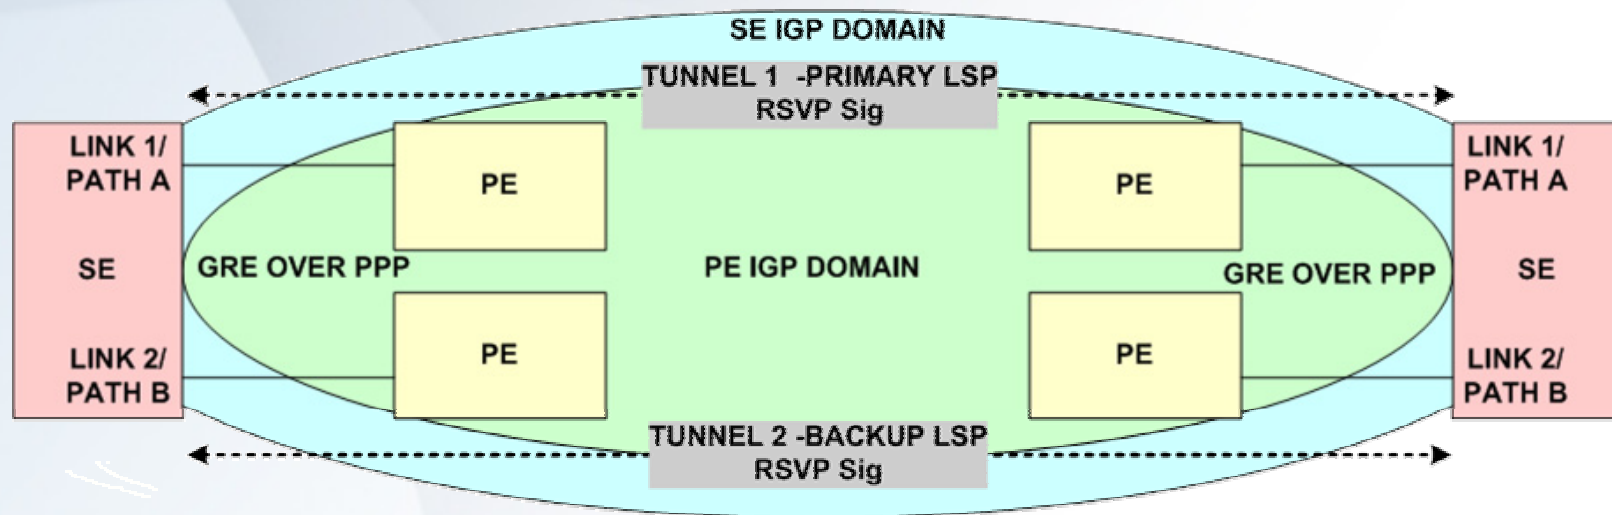 SE IGP DOMAIN
TUNNEL 1 -PRIMARY LSP
RSVP Sig
LINK 1/
PATH A
SE
LINK 2/
PATH B
PE
PE
GRE OVER PPP
PE IGP DOMAIN
PE
PE
GRE OVER PPP
LINK 1/
PATH A
SE
LINK 2/
PATH B
TUNNEL 2 -BACKUP LSP
RSVP Sig